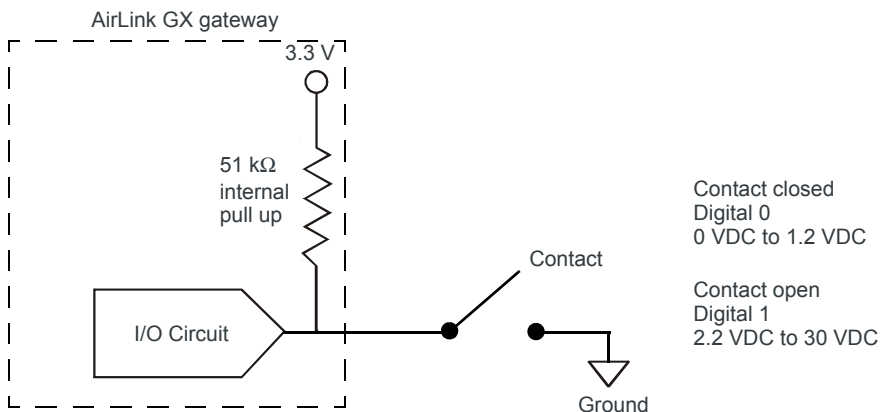 AirLink GX gateway
3.3 V
51 kΩ
internal
pull up
I/O Circuit
Contact
Ground
Contact closed
Digital 0
0 VDC to 1.2 VDC
Contact open
Digital 1
2.2 VDC to 30 VDC